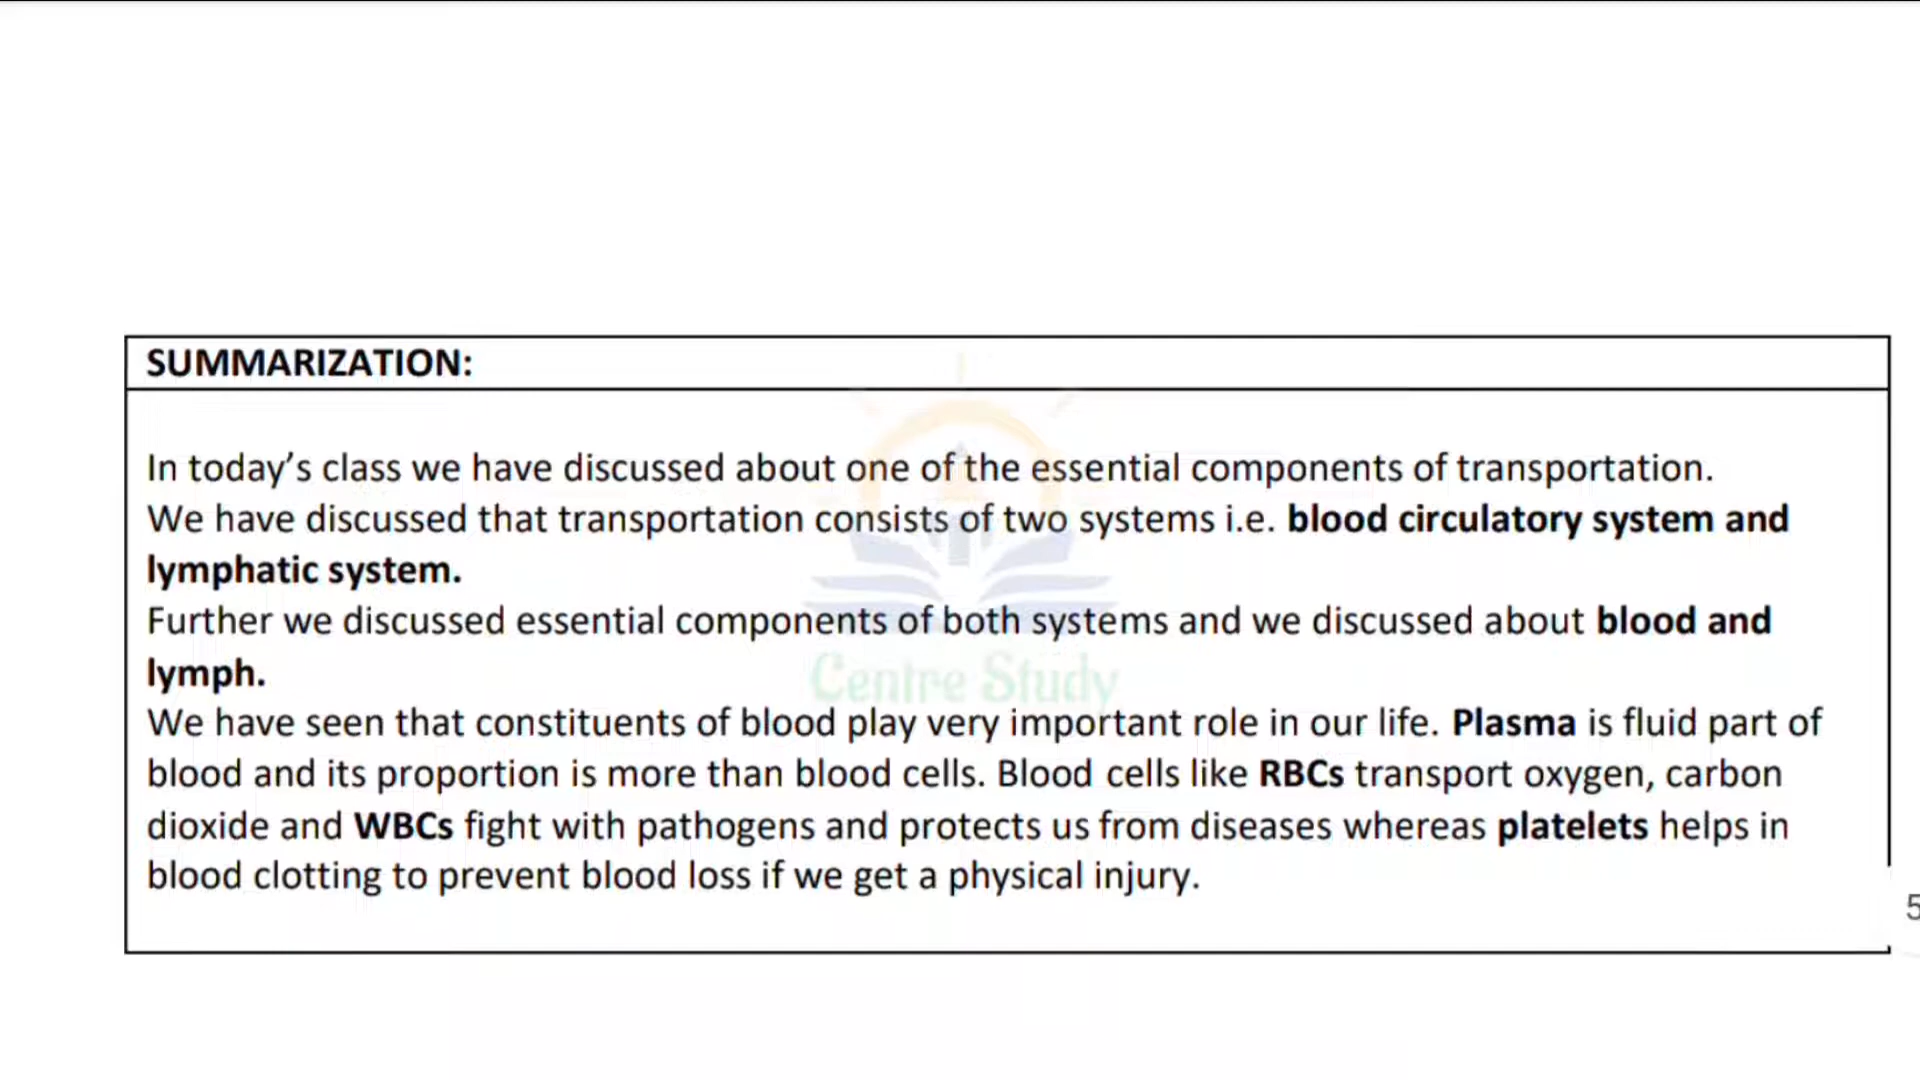 SUMMARIZATION:
In today’s class we have discussed about one of the essential components of transportation.
We have discussed that transportation consists of two systems i.e. blood circulatory system and
lymphatic system.
Further we discussed essential components of both systems and we discussed about blood and
lymph.
Centre Study
We have seen that constituents of blood play very important role in our life. Plasma is fluid part of
blood and its proportion is more than blood cells. Blood cells like RBCs transport oxygen, carbon
dioxide and WBCs fight with pathogens and protects us from diseases whereas platelets helps in
blood clotting to prevent blood loss if we get a physical injury.
5